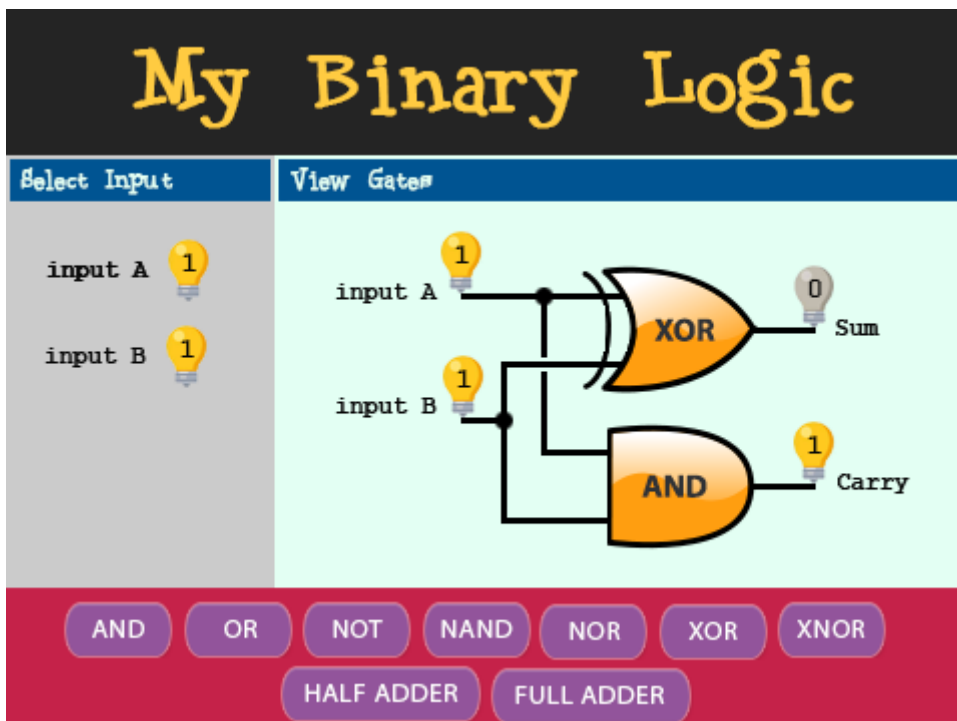 My Binary Logic
Select Input
View Gates
input A 1
input B 1
input A 1
XOR
0 Sum
input B 1
AND
1 Carry
AND OR NOT NAND NOR XOR XNOR
HALF ADDER FULL ADDER